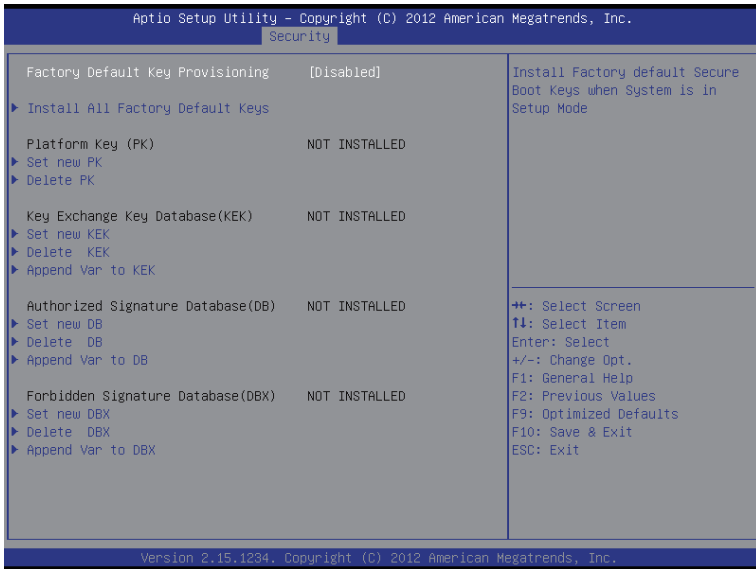 Aptio Setup Utility – Copyright (C) 2012 American Megatrends, Inc.
Security
Factory Default Key Provisioning [Disabled]
Install All Factory Default Keys
Platform Key (PK) NOT INSTALLED
Set new PK
Delete PK
Key Exchange Key Database(KEK) NOT INSTALLED
Set new KEK
Delete KEK
Append Var to KEK
Authorized Signature Database(DB) NOT INSTALLED
Set new DB
Delete DB
Append Var to DB
Forbidden Signature Database(DBX) NOT INSTALLED
Set new DBX
Delete DBX
Append Var to DBX
Install Factory default Secure
Boot Keys when System is in
Setup Mode
→←: Select Screen
↑↓: Select Item
Enter: Select
+/-: Change Opt.
F1: General Help
F2: Previous Values
F9: Optimized Defaults
F10: Save & Exit
ESC: Exit
Version 2.15.1234. Copyright (C) 2012 American Megatrends, Inc.